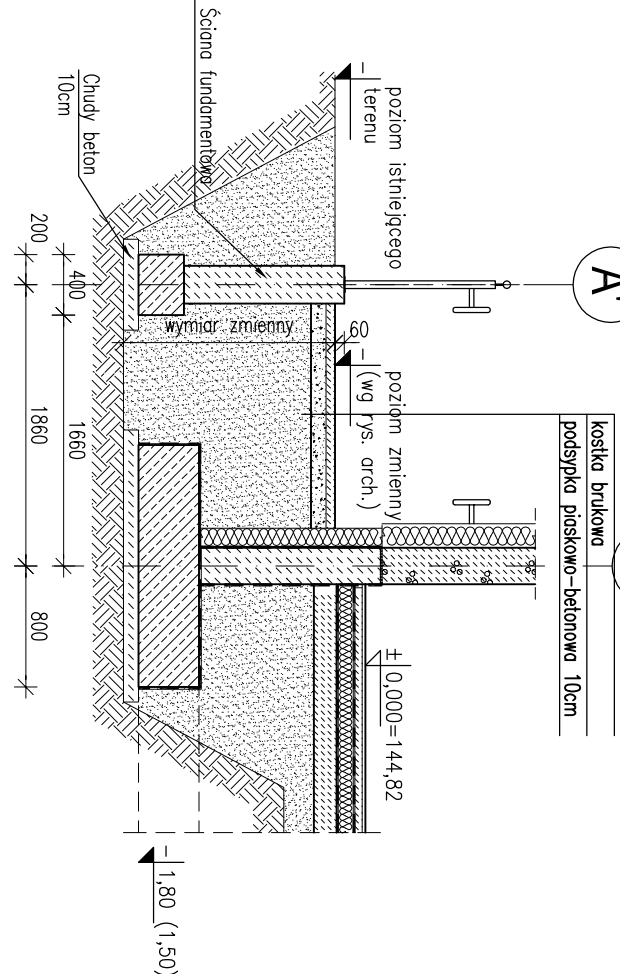 A'
kostka brukowa
podsypka piaskowo-betonowa 10cm
poziom istniejącego
terenu
-
poziom zmienny
(wg rys. arch.)
-
60
wymiar zmienny
Ściana fundamentowa
Chudy beton
10cm
± 0,000=144,82
-
1,80 (1,50)
400
1660
200
1860
800